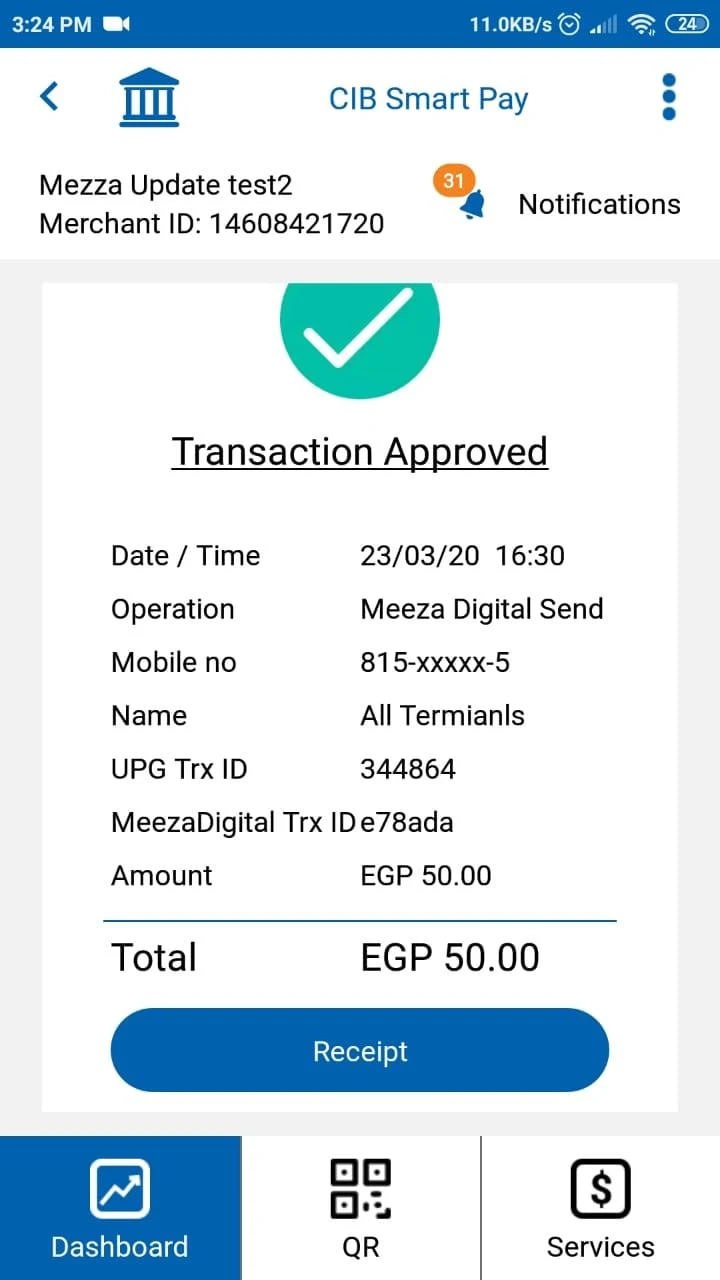 3:24 PM 11.0KB/s 24
CIB Smart Pay
Mezza Update test2
Merchant ID: 14608421720
31
Notifications
Transaction Approved
Date / Time 23/03/20 16:30
Operation Meeza Digital Send
Mobile no 815-xxxxx-5
Name All Termianls
UPG Trx ID 344864
MeezaDigital Trx ID e78ada
Amount EGP 50.00
Total EGP 50.00
Receipt
Dashboard QR Services